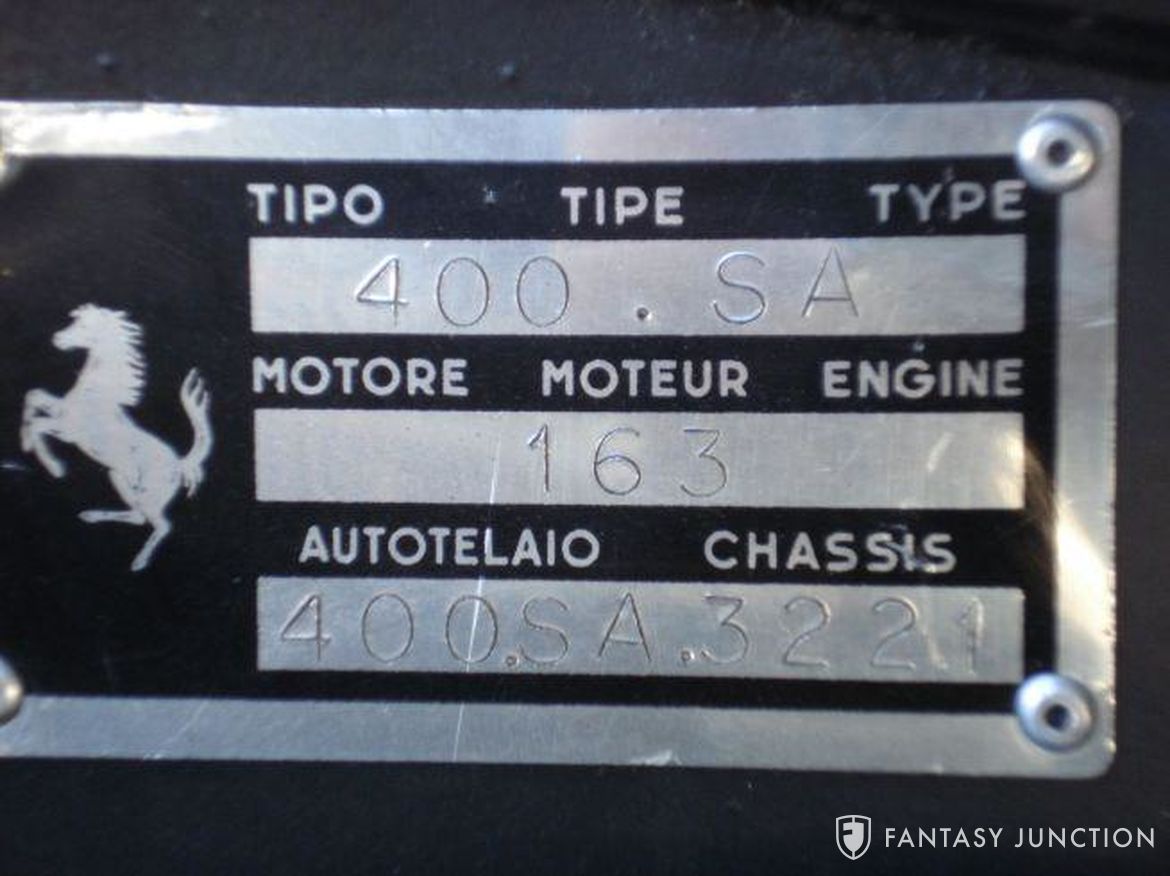 TIPO TIPE TYPE
400 . SA
MOTORE MOTEUR ENGINE
163
AUTOTELAIO CHASSIS
400.SA.3221
FANTASY JUNCTION